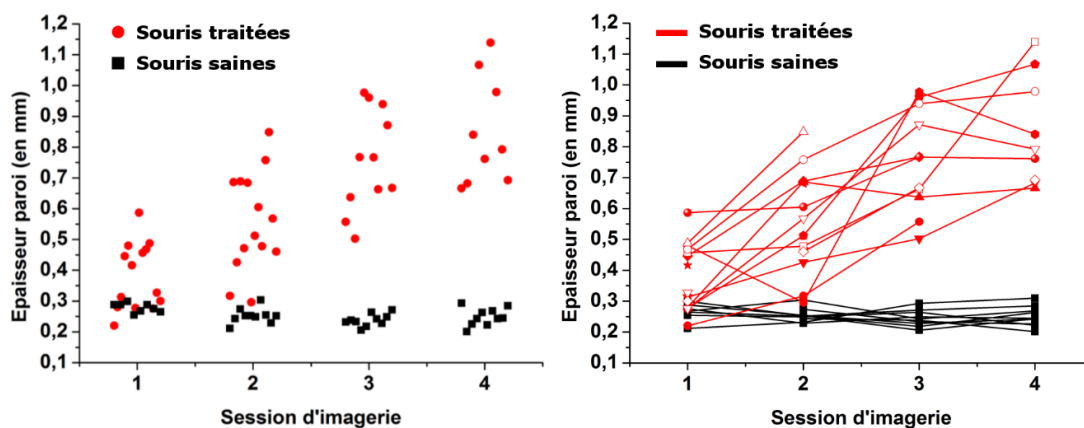 1,2
1,1
1,0
0,9
0,8
0,7
0,6
0,5
0,4
0,3
0,2
0,1
Epaisseur paroi (en mm)
Souris traitées
Souris saines
1 2 3 4
Session d'imagerie
1,2
1,1
1,0
0,9
0,8
0,7
0,6
0,5
0,4
0,3
0,2
0,1
Epaisseur paroi (en mm)
Souris traitées
Souris saines
1 2 3 4
Session d'imagerie